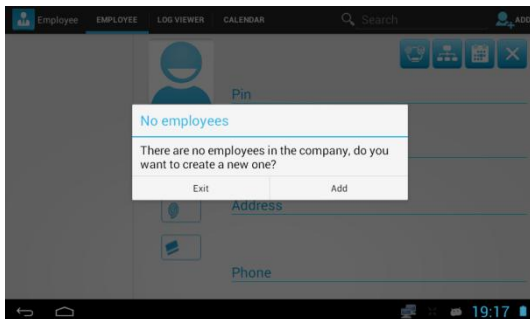 Employee EMPLOYEE LOG VIEWER CALENDAR Search ADD
Pin
No employees
There are no employees in the company, do you
want to create a new one?
Exit Add
Address
Phone
19:17